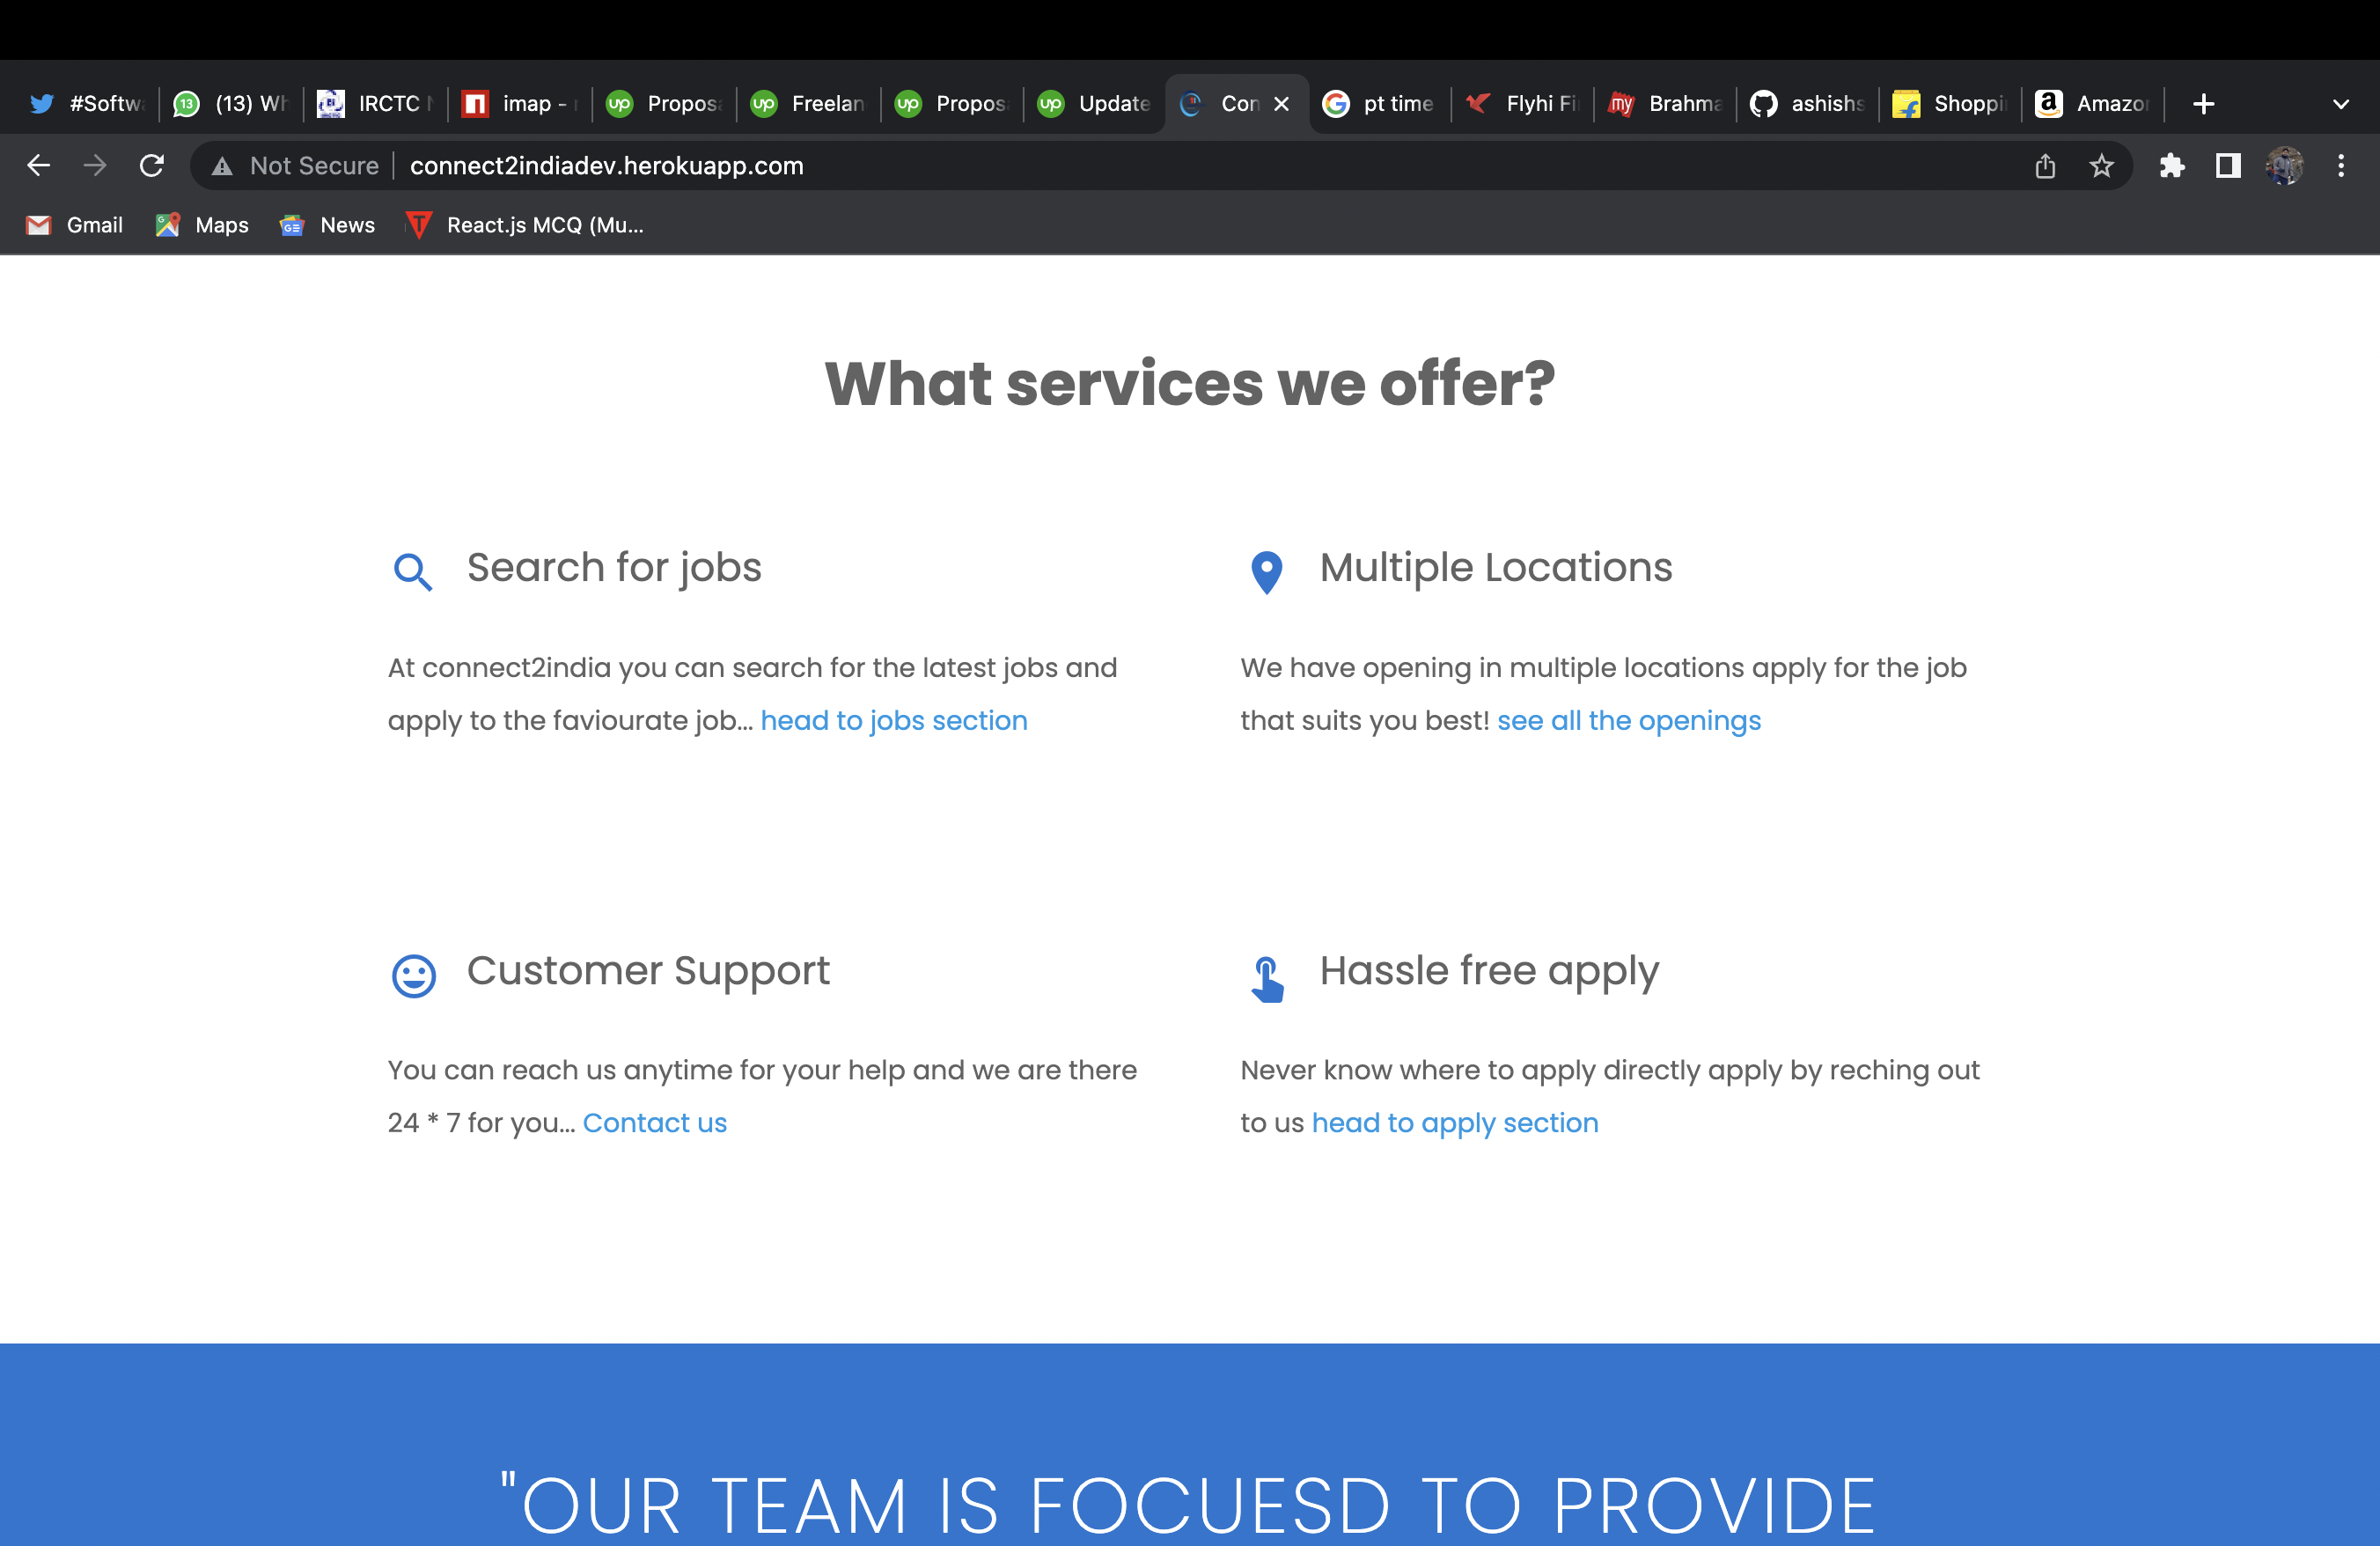 #Softw (13) Wh IRCTC imap - Propos Freelan Propos Update Con pt time Flyhi Fi Brahma ashishs Shoppi Amazon
Not Secure connect2indiadev.herokuapp.com
Gmail Maps News React.js MCQ (Mu...
What services we offer?
Search for jobs
At connect2india you can search for the latest jobs and
apply to the faviourate job... head to jobs section
Multiple Locations
We have opening in multiple locations apply for the job
that suits you best! see all the openings
Customer Support
You can reach us anytime for your help and we are there
24 * 7 for you... Contact us
Hassle free apply
Never know where to apply directly apply by reching out
to us head to apply section
"OUR TEAM IS FOCUESD TO PROVIDE